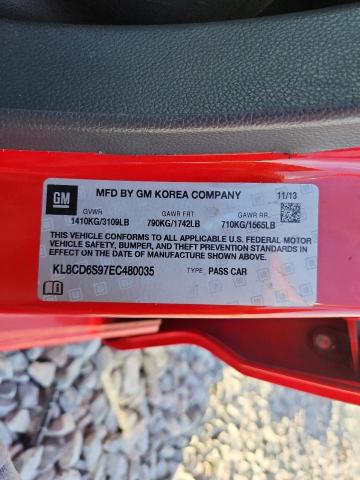 GM
MFD BY GM KOREA COMPANY
11/13
GVWR GAWR FRT GAWR RR
1410KG/3109LB 790KG/1742LB 710KG/1565LB
THIS VEHICLE CONFORMS TO ALL APPLICABLE U.S. FEDERAL MOTOR
VEHICLE SAFETY, BUMPER, AND THEFT PREVENTION STANDARDS IN
EFFECT ON THE DATE OF MANUFACTURE SHOWN ABOVE.
KL8CD6S97EC480035 TYPE: PASS CAR